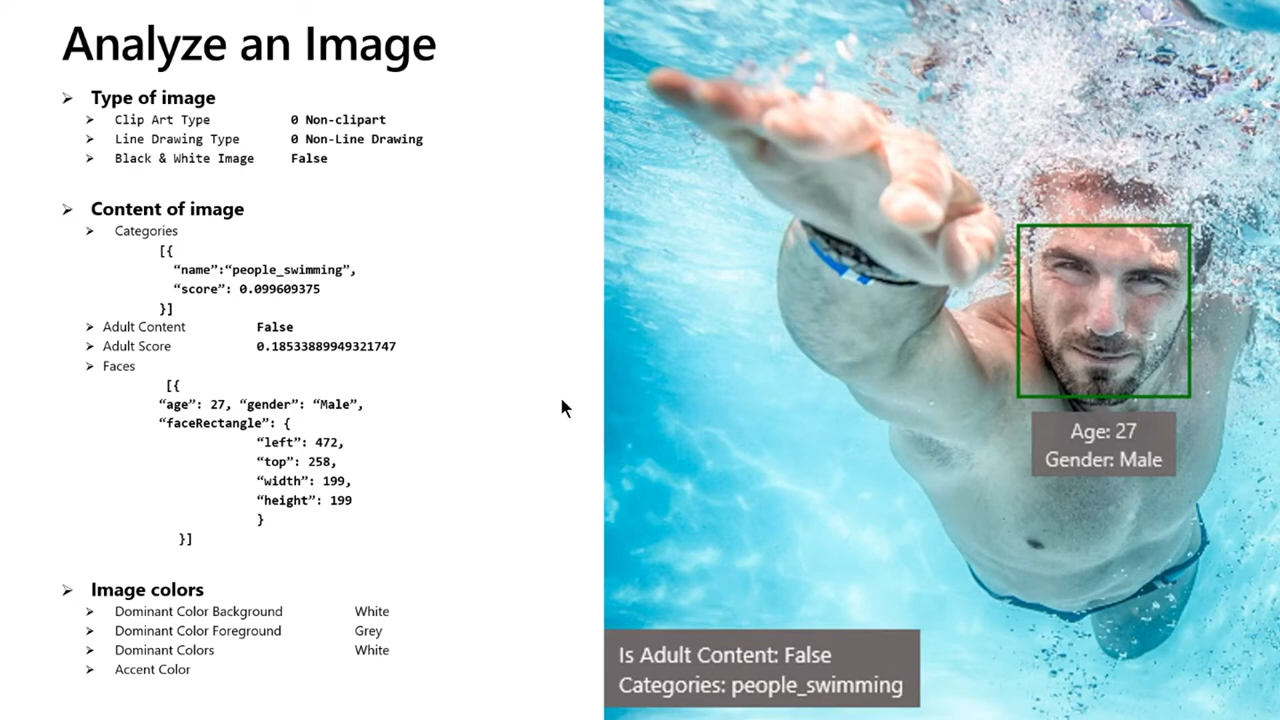 Analyze an Image
➢ Type of image
➢ Clip Art Type 0 Non-clipart
➢ Line Drawing Type 0 Non-Line Drawing
➢ Black & White Image False
➢ Content of image
➢ Categories
[{
“name”:“people_swimming”,
“score”: 0.099609375
}]
➢ Adult Content False
➢ Adult Score 0.18533889949321747
➢ Faces
[{
“age”: 27, “gender”: “Male”,
“faceRectangle”: {
“left”: 472,
“top”: 258,
“width”: 199,
“height”: 199
}
}]
➢ Image colors
➢ Dominant Color Background White
➢ Dominant Color Foreground Grey
➢ Dominant Colors White
➢ Accent Color
Age: 27
Gender: Male
Is Adult Content: False
Categories: people_swimming